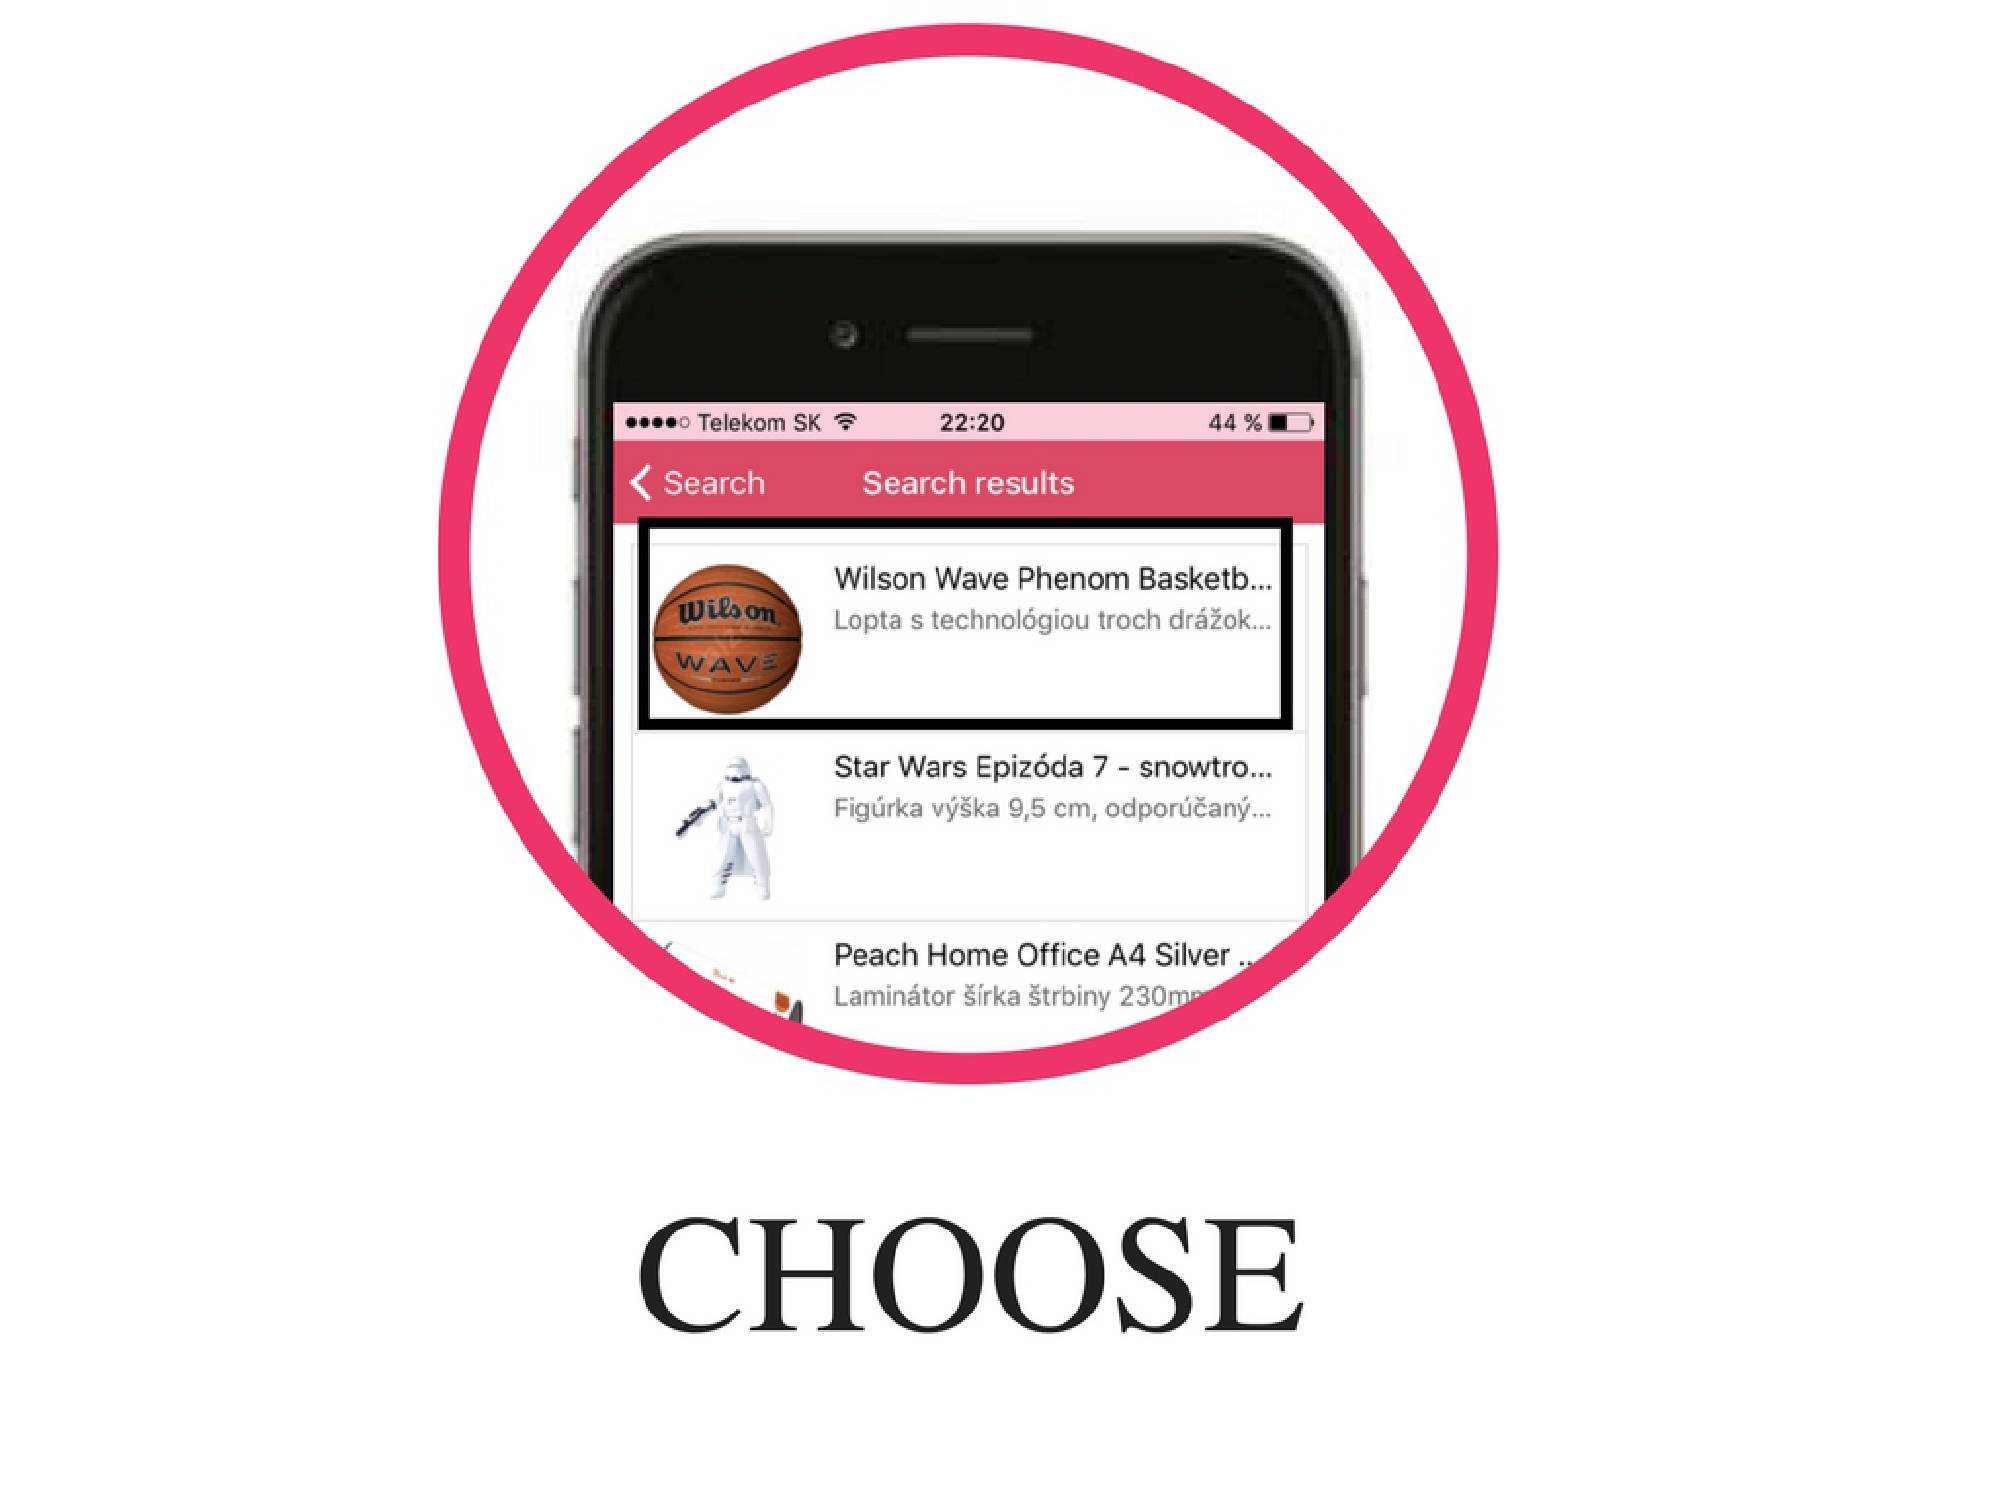 Telekom SK 22:20 44 %
Search Search results
Wilson Wave Phenom Basketb...
Lopta s technológiou troch drážok...
Wilson
WAVE
Star Wars Epizóda 7 - snowtro...
Figúrka výška 9,5 cm, odporúčaný...
Peach Home Office A4 Silver ..
Laminátor šírka štrbiny 230mm
CHOOSE